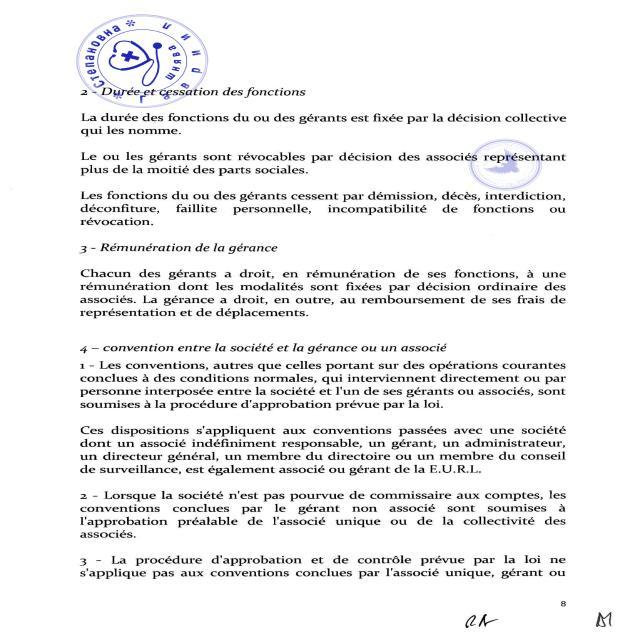 Степановна
2 - Durée et cessation des fonctions
La durée des fonctions du ou des gérants est fixée par la décision collective
qui les nomme.
Le ou les gérants sont révocables par décision des associés représentant
plus de la moitié des parts sociales.
Les fonctions du ou des gérants cessent par démission, décès, interdiction,
déconfiture, faillite personnelle, incompatibilité de fonctions ou
révocation.
3 - Rémunération de la gérance
Chacun des gérants a droit, en rémunération de ses fonctions, à une
rémunération dont les modalités sont fixées par décision ordinaire des
associés. La gérance a droit, en outre, au remboursement de ses frais de
représentation et de déplacements.
4 – convention entre la société et la gérance ou un associé
1 - Les conventions, autres que celles portant sur des opérations courantes
conclues à des conditions normales, qui interviennent directement ou par
personne interposée entre la société et l'un de ses gérants ou associés, sont
soumises à la procédure d'approbation prévue par la loi.
Ces dispositions s'appliquent aux conventions passées avec une société
dont un associé indéfiniment responsable, un gérant, un administrateur,
un directeur général, un membre du directoire ou un membre du conseil
de surveillance, est également associé ou gérant de la E.U.R.L.
2 - Lorsque la société n'est pas pourvue de commissaire aux comptes, les
conventions conclues par le gérant non associé sont soumises à
l'approbation préalable de l'associé unique ou de la collectivité des
associés.
3 - La procédure d'approbation et de contrôle prévue par la loi ne
s'applique pas aux conventions conclues par l'associé unique, gérant ou
8